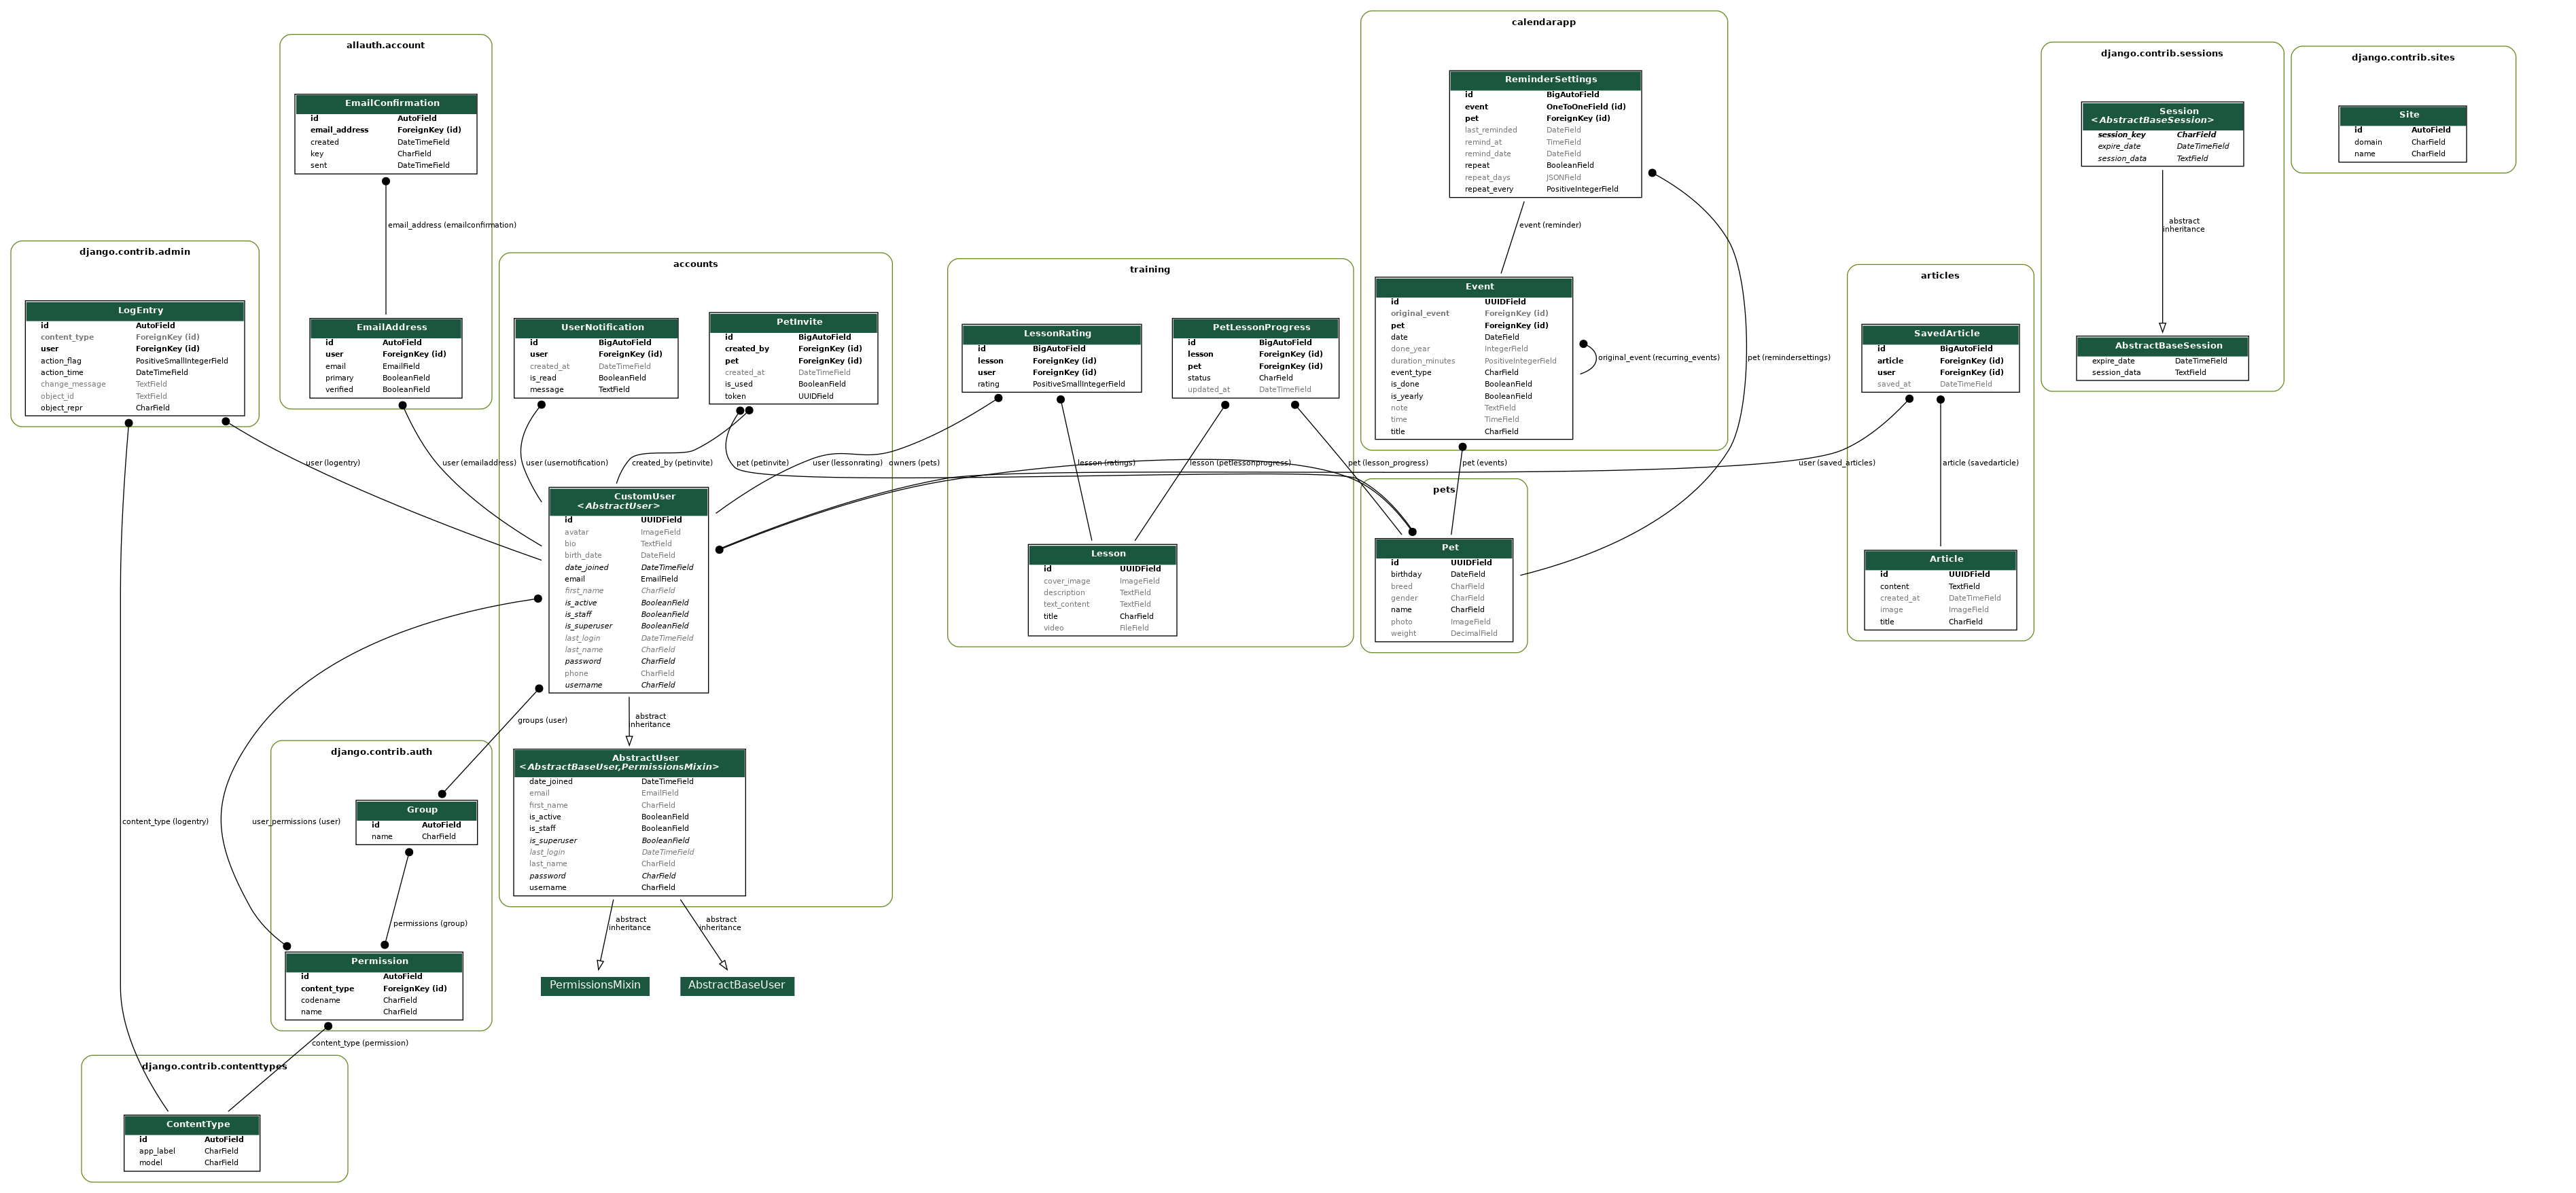 calendarapp
ReminderSettings
id BigAutoField
event OneToOneField (id)
pet ForeignKey (id)
last_reminded DateField
remind_at TimeField
remind_date DateField
repeat BooleanField
repeat_days JSONField
repeat_every PositiveIntegerField
event (reminder)
pet (remindersettings)
Event
id UUIDField
original_event ForeignKey (id)
pet ForeignKey (id)
date DateField
done_year IntegerField
duration_minutes PositiveIntegerField
event_type CharField
is_done BooleanField
is_yearly BooleanField
note TextField
time TimeField
title CharField
original_event (recurring_events)
pet (events)
allauth.account
EmailConfirmation
id AutoField
email_address ForeignKey (id)
created DateTimeField
key CharField
sent DateTimeField
email_address (emailconfirmation)
EmailAddress
id AutoField
user ForeignKey (id)
email EmailField
primary BooleanField
verified BooleanField
user (emailaddress)
django.contrib.sessions
Session
<AbstractBaseSession>
session_key CharField
expire_date DateTimeField
session_data TextField
abstract
inheritance
AbstractBaseSession
expire_date DateTimeField
session_data TextField
django.contrib.sites
Site
id AutoField
domain CharField
name CharField
django.contrib.admin
LogEntry
id AutoField
content_type ForeignKey (id)
user ForeignKey (id)
action_flag PositiveSmallIntegerField
action_time DateTimeField
change_message TextField
object_id TextField
object_repr CharField
user (logentry)
content_type (logentry)
accounts
UserNotification
id BigAutoField
user ForeignKey (id)
created_at DateTimeField
is_read BooleanField
message TextField
user (usernotification)
PetInvite
id BigAutoField
created_by ForeignKey (id)
pet ForeignKey (id)
created_at DateTimeField
is_used BooleanField
token UUIDField
created_by (petinvite)
pet (petinvite)
user (lessonrating)
owners (pets)
CustomUser
<AbstractUser>
id UUIDField
avatar ImageField
bio TextField
birth_date DateField
date_joined DateTimeField
email EmailField
first_name CharField
is_active BooleanField
is_staff BooleanField
is_superuser BooleanField
last_login DateTimeField
last_name CharField
password CharField
phone CharField
username CharField
groups (user)
user_permissions (user)
abstract
inheritance
AbstractUser
<AbstractBaseUser,PermissionsMixin>
date_joined DateTimeField
email EmailField
first_name CharField
is_active BooleanField
is_staff BooleanField
is_superuser BooleanField
last_login DateTimeField
last_name CharField
password CharField
username CharField
abstract
inheritance
abstract
inheritance
PermissionsMixin
AbstractBaseUser
training
LessonRating
id BigAutoField
lesson ForeignKey (id)
user ForeignKey (id)
rating PositiveSmallIntegerField
lesson (ratings)
PetLessonProgress
id BigAutoField
lesson ForeignKey (id)
pet ForeignKey (id)
status CharField
updated_at DateTimeField
lesson (petlessonprogress)
pet (lesson_progress)
Lesson
id UUIDField
cover_image ImageField
description TextField
text_content TextField
title CharField
video FileField
pets
Pet
id UUIDField
birthday DateField
breed CharField
gender CharField
name CharField
photo ImageField
weight DecimalField
articles
SavedArticle
id BigAutoField
article ForeignKey (id)
user ForeignKey (id)
saved_at DateTimeField
user (saved_articles)
article (savedarticle)
Article
id UUIDField
content TextField
created_at DateTimeField
image ImageField
title CharField
django.contrib.auth
Group
id AutoField
name CharField
permissions (group)
Permission
id AutoField
content_type ForeignKey (id)
codename CharField
name CharField
content_type (permission)
django.contrib.contenttypes
ContentType
id AutoField
app_label CharField
model CharField